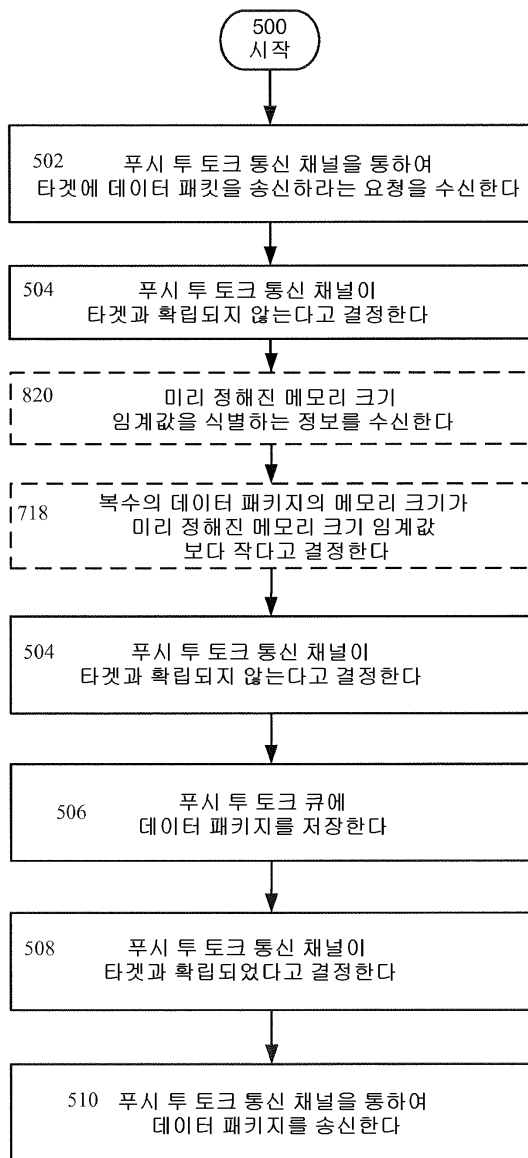 500
시작
502 푸시 투 토크 통신 채널을 통하여
타겟에 데이터 패킷을 송신하라는 요청을 수신한다
504 푸시 투 토크 통신 채널이
타겟과 확립되지 않는다고 결정한다
820 미리 정해진 메모리 크기
임계값을 식별하는 정보를 수신한다
718 복수의 데이터 패키지의 메모리 크기가
미리 정해진 메모리 크기 임계값
보다 작다고 결정한다
504 푸시 투 토크 통신 채널이
타겟과 확립되지 않는다고 결정한다
506 푸시 투 토크 큐에
데이터 패키지를 저장한다
508 푸시 투 토크 통신 채널이
타겟과 확립되었다고 결정한다
510 푸시 투 토크 통신 채널을 통하여
데이터 패키지를 송신한다